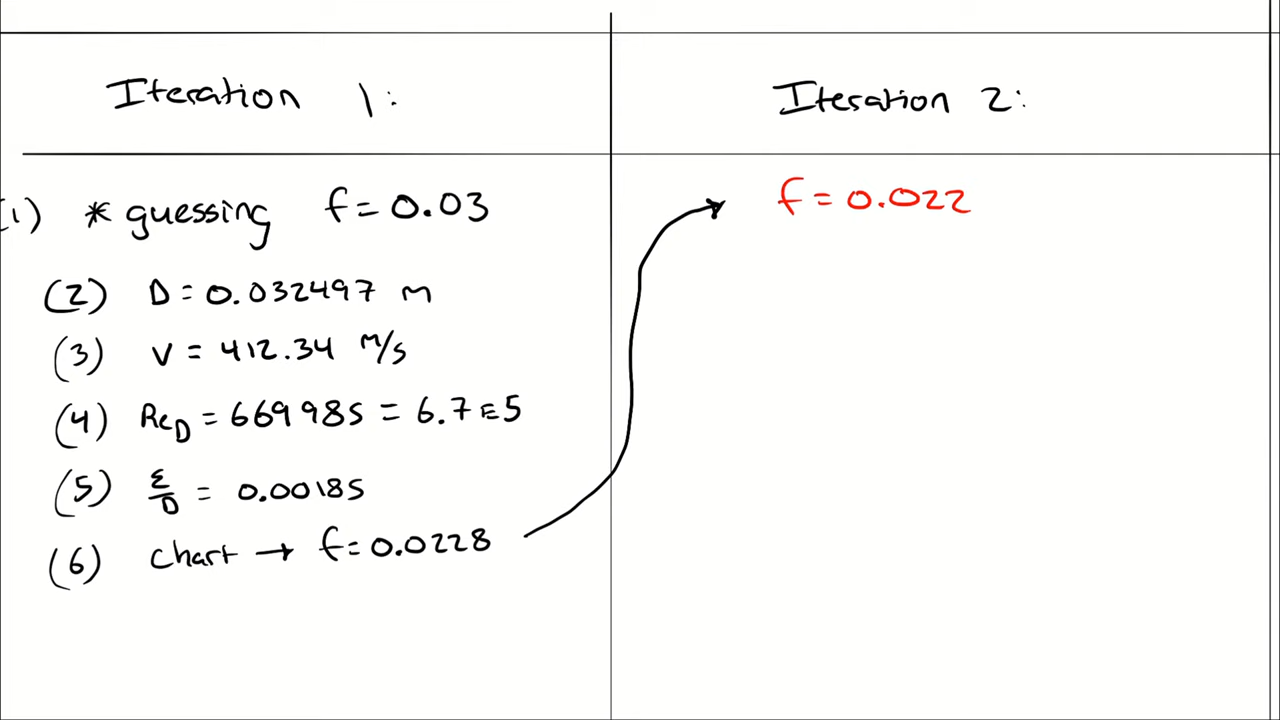 Iteration 1:
Iteration 2:
(1) * guessing f = 0.03
(2) D = 0.032497 m
(3) V = 412.34 m/s
(4) Re_D = 669985 = 6.7E5
(5) ε/D = 0.00185
(6) Chart → f = 0.0228
f = 0.022